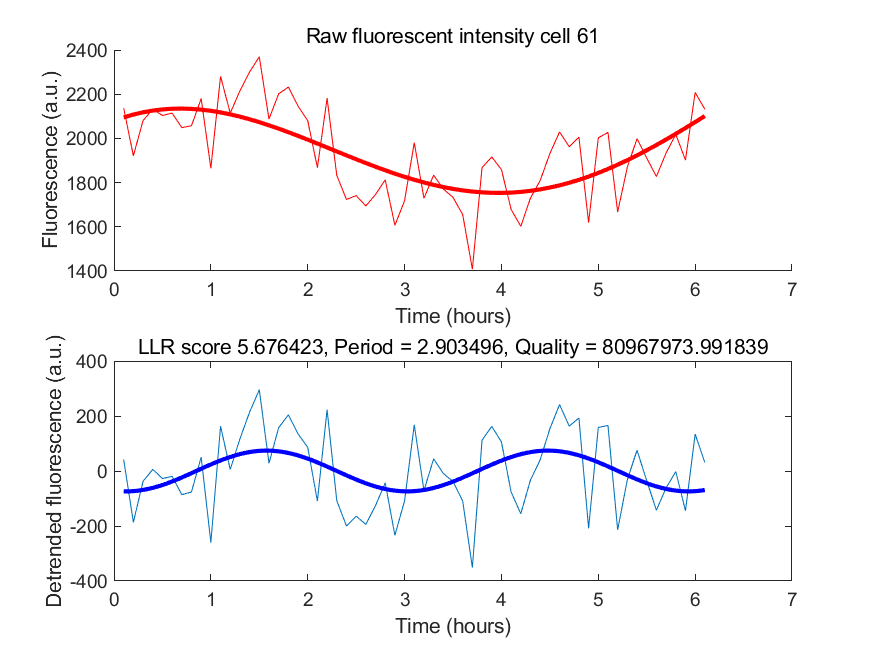 Raw fluorescent intensity cell 61
2400
2200
2000
1800
1600
1400
Fluorescence (a.u.)
0 1 2 3 4 5 6 7
Time (hours)
LLR score 5.676423, Period = 2.903496, Quality = 80967973.991839
400
200
0
-200
-400
Detrended fluorescence (a.u.)
0 1 2 3 4 5 6 7
Time (hours)